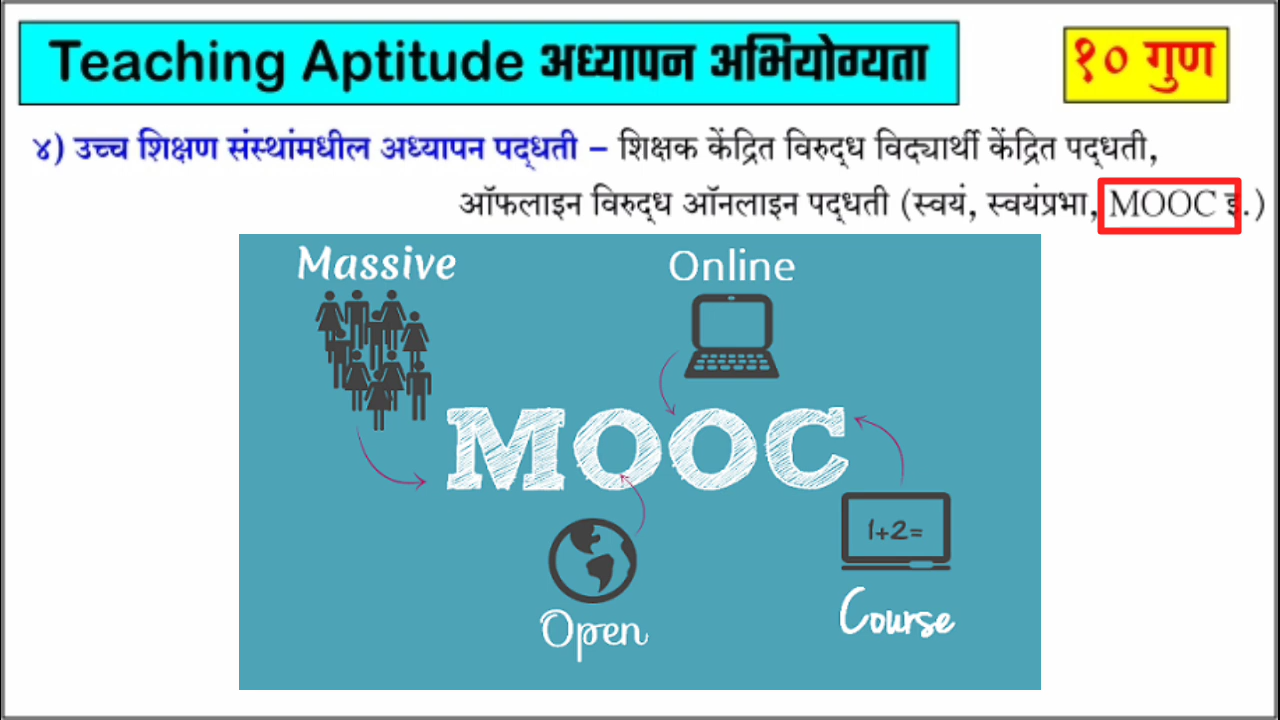 Teaching Aptitude अध्यापन अभियोग्यता
१० गुण
४) उच्च शिक्षण संस्थांमधील अध्यापन पद्धती – शिक्षक केंद्रित विरुद्ध विद्यार्थी केंद्रित पद्धती,
ऑफलाइन विरुद्ध ऑनलाइन पद्धती (स्वयं, स्वयंप्रभा, MOOC इ.)
Massive
Online
MOOC
1+2=
Open
Course